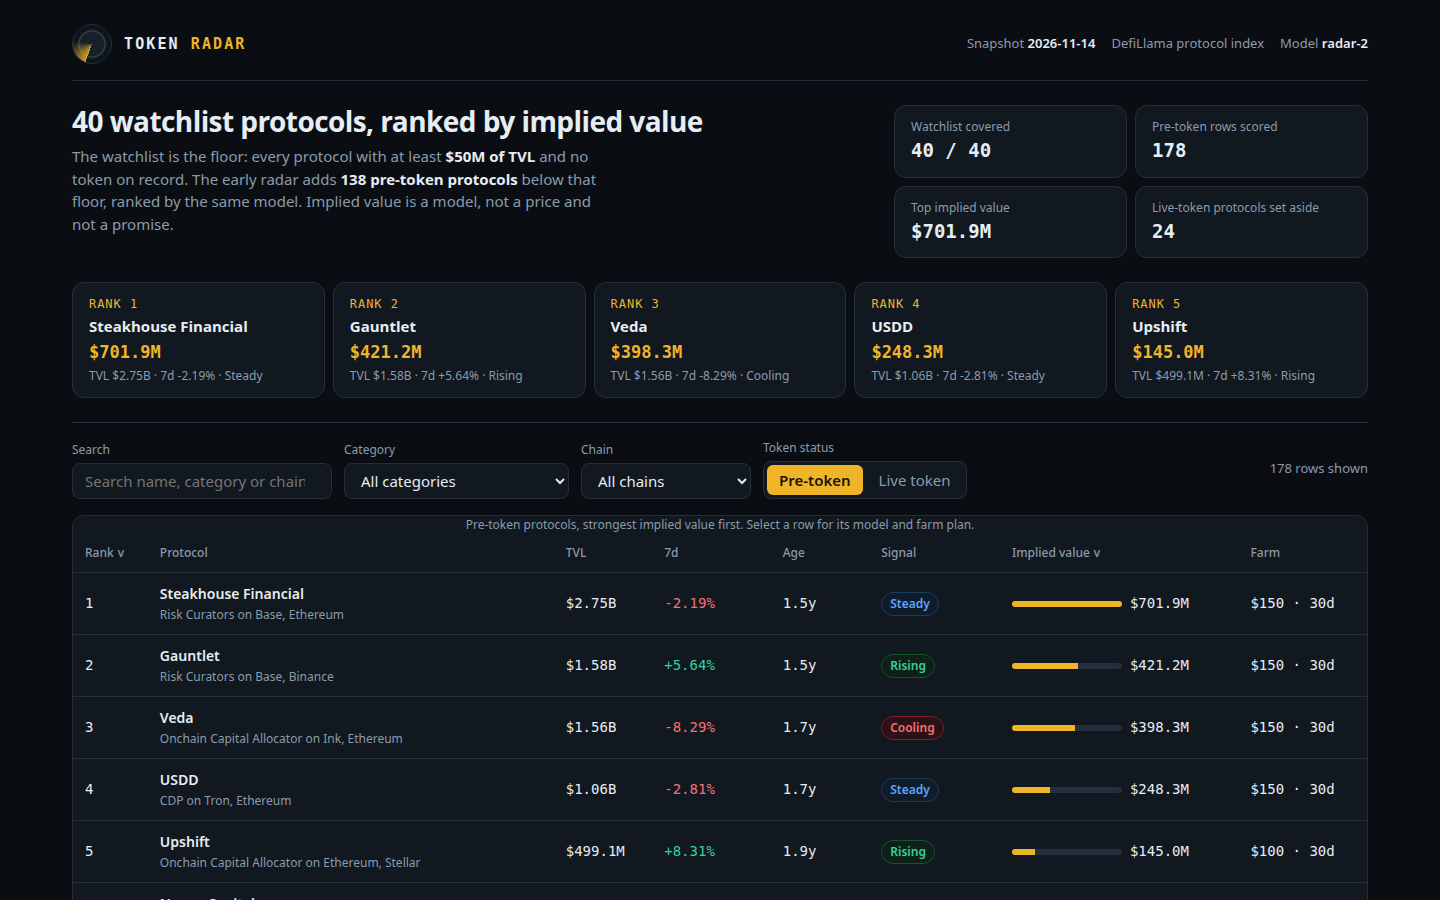 TOKEN RADAR
Snapshot 2026-11-14 DefiLlama protocol index Model radar-2
40 watchlist protocols, ranked by implied value
The watchlist is the floor: every protocol with at least $50M of TVL and no
token on record. The early radar adds 138 pre-token protocols below that
floor, ranked by the same model. Implied value is a model, not a price and
not a promise.
Watchlist covered
40 / 40
Pre-token rows scored
178
Top implied value
$701.9M
Live-token protocols set aside
24
RANK 1
Steakhouse Financial
$701.9M
TVL $2.75B · 7d -2.19% · Steady
RANK 2
Gauntlet
$421.2M
TVL $1.58B · 7d +5.64% · Rising
RANK 3
Veda
$398.3M
TVL $1.56B · 7d -8.29% · Cooling
RANK 4
USDD
$248.3M
TVL $1.06B · 7d -2.81% · Steady
RANK 5
Upshift
$145.0M
TVL $499.1M · 7d +8.31% · Rising
Search
Search name, category or chain
Category
All categories
Chain
All chains
Token status
Pre-token Live token
178 rows shown
Pre-token protocols, strongest implied value first. Select a row for its model and farm plan.
Rank v Protocol TVL 7d Age Signal Implied value v Farm
1 Steakhouse Financial $2.75B -2.19% 1.5y Steady $701.9M $150 · 30d
Risk Curators on Base, Ethereum
2 Gauntlet $1.58B +5.64% 1.5y Rising $421.2M $150 · 30d
Risk Curators on Base, Binance
3 Veda $1.56B -8.29% 1.7y Cooling $398.3M $150 · 30d
Onchain Capital Allocator on Ink, Ethereum
4 USDD $1.06B -2.81% 1.7y Steady $248.3M $150 · 30d
CDP on Tron, Ethereum
5 Upshift $499.1M +8.31% 1.9y Rising $145.0M $100 · 30d
Onchain Capital Allocator on Ethereum, Stellar